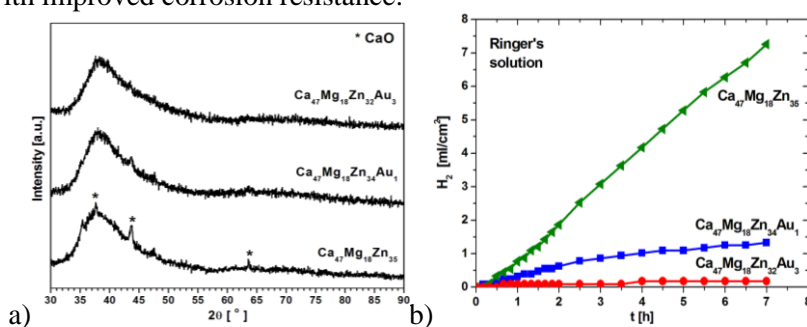 with improved corrosion resistance.
* CaO
Ca₄₇Mg₁₈Zn₃₂Au₃
Ca₄₇Mg₁₈Zn₃₄Au₁
* * *
Ca₄₇Mg₁₈Zn₃₅
Intensity [a.u.]
30 35 40 45 50 55 60 65 70 75 80 85 90
2θ [ ° ]
a)
Ringer's
solution
Ca₄₇Mg₁₈Zn₃₅
Ca₄₇Mg₁₈Zn₃₄Au₁
Ca₄₇Mg₁₈Zn₃₂Au₃
H₂ [ml/cm²]
8
7
6
5
4
3
2
1
0
0 1 2 3 4 5 6 7 8
t [h]
b)